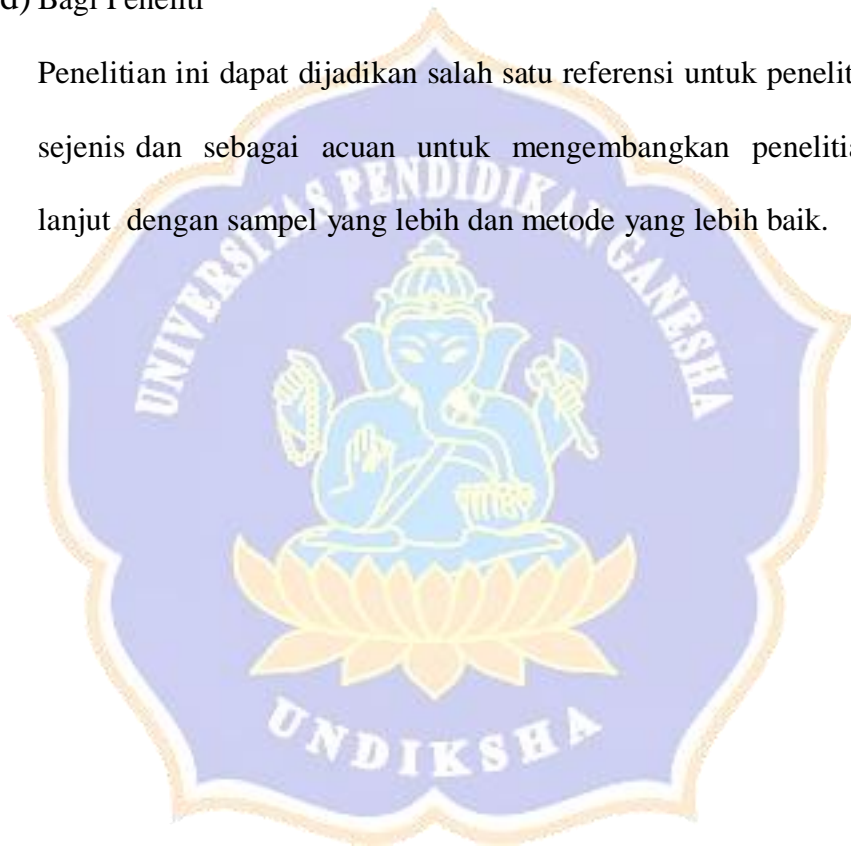 d) Bagi Peneliti
Penelitian ini dapat dijadikan salah satu referensi untuk penelit
sejenis dan sebagai acuan untuk mengembangkan peneliti
lanjut dengan sampel yang lebih dan metode yang lebih baik.
UNIVERSITAS PENDIDIKAN GANESHA
UNDIKSHA